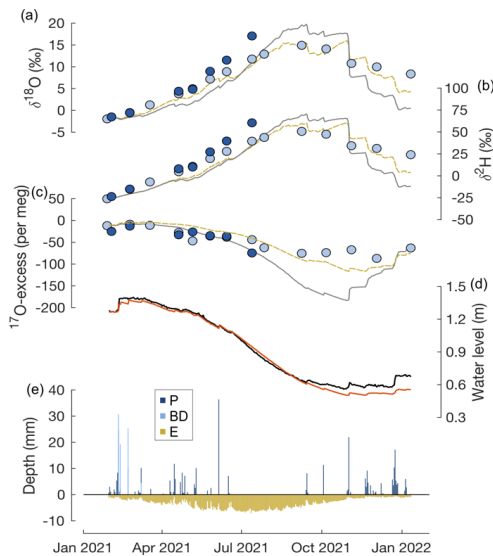 (a)
20
15
10
5
0
-5
δ18O (‰)
(b)
100
75
50
25
0
-25
-50
δ2H (‰)
(c)
50
0
-50
-100
-150
-200
17O-excess (per meg)
(d)
1.5
1.2
0.9
0.6
0.3
Water level (m)
(e)
40
30
20
10
0
-10
Depth (mm)
P
BD
E
Jan 2021 Apr 2021 Jul 2021 Oct 2021 Jan 2022